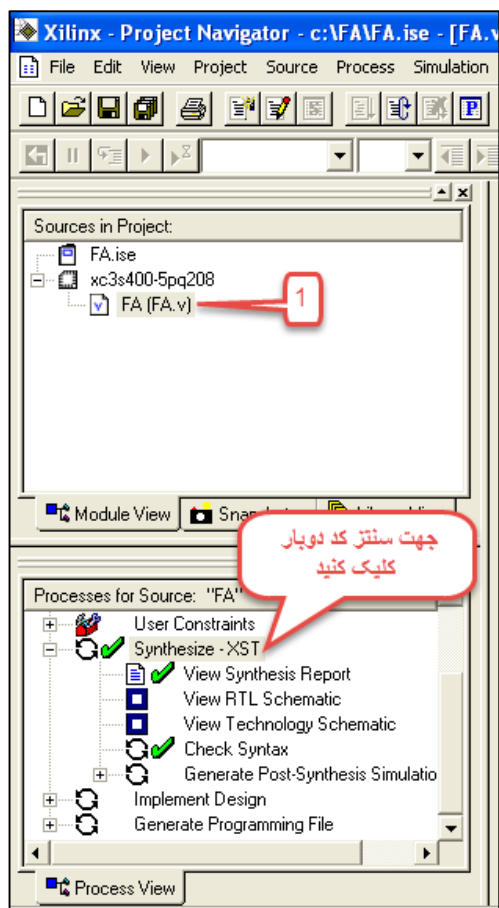 Xilinx - Project Navigator - c:\FA\FA.ise - [FA.v
File Edit View Project Source Process Simulation
P
Sources in Project:
FA.ise
xc3s400-5pq208
FA (FA.v)
1
Module View
جهت سنتز کد دوبار
کلیک کنید
Processes for Source: "FA"
User Constraints
Synthesize - XST
View Synthesis Report
View RTL Schematic
View Technology Schematic
Check Syntax
Generate Post-Synthesis Simulatio
Implement Design
Generate Programming File
Process View